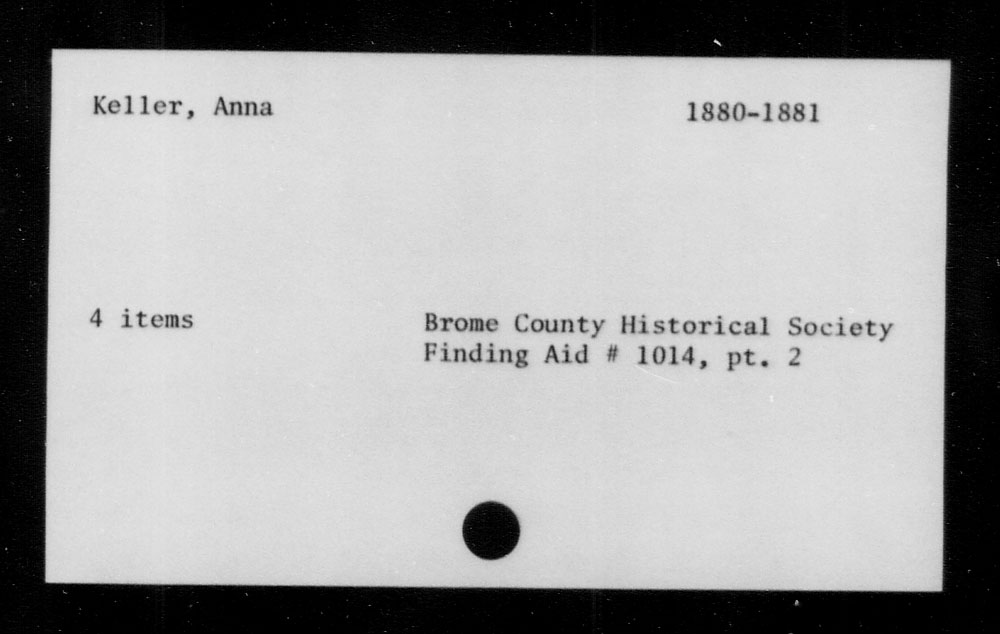 Keller, Anna 1880-1881
4 items Brome County Historical Society
Finding Aid # 1014, pt. 2